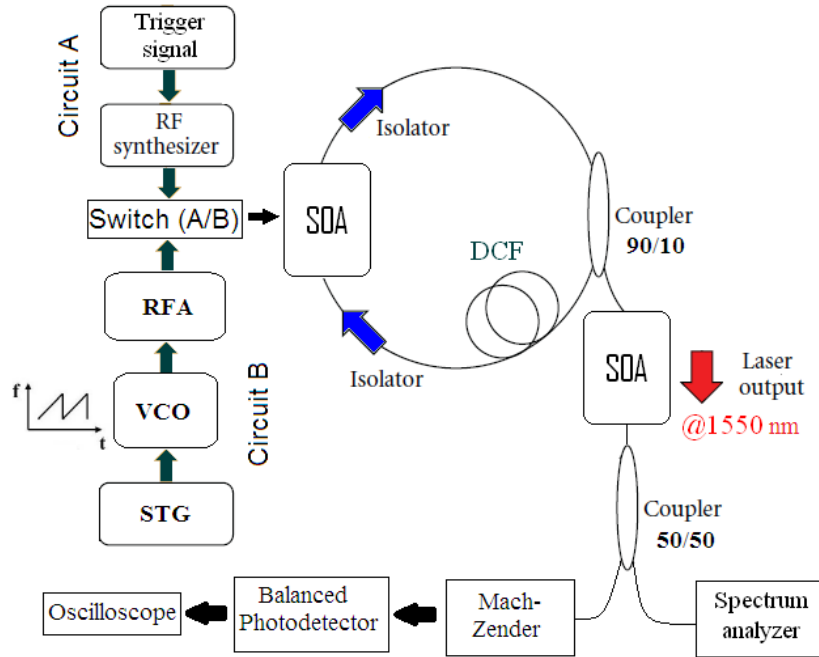 Trigger
signal
Circuit A
RF
synthesizer
Switch (A/B)
RFA
VCO
f
t
Circuit B
STG
Isolator
SOA
Isolator
DCF
Coupler
90/10
SOA
Laser
output
@1550 nm
Coupler
50/50
Oscilloscope
Balanced
Photodetector
Mach-
Zender
Spectrum
analyzer